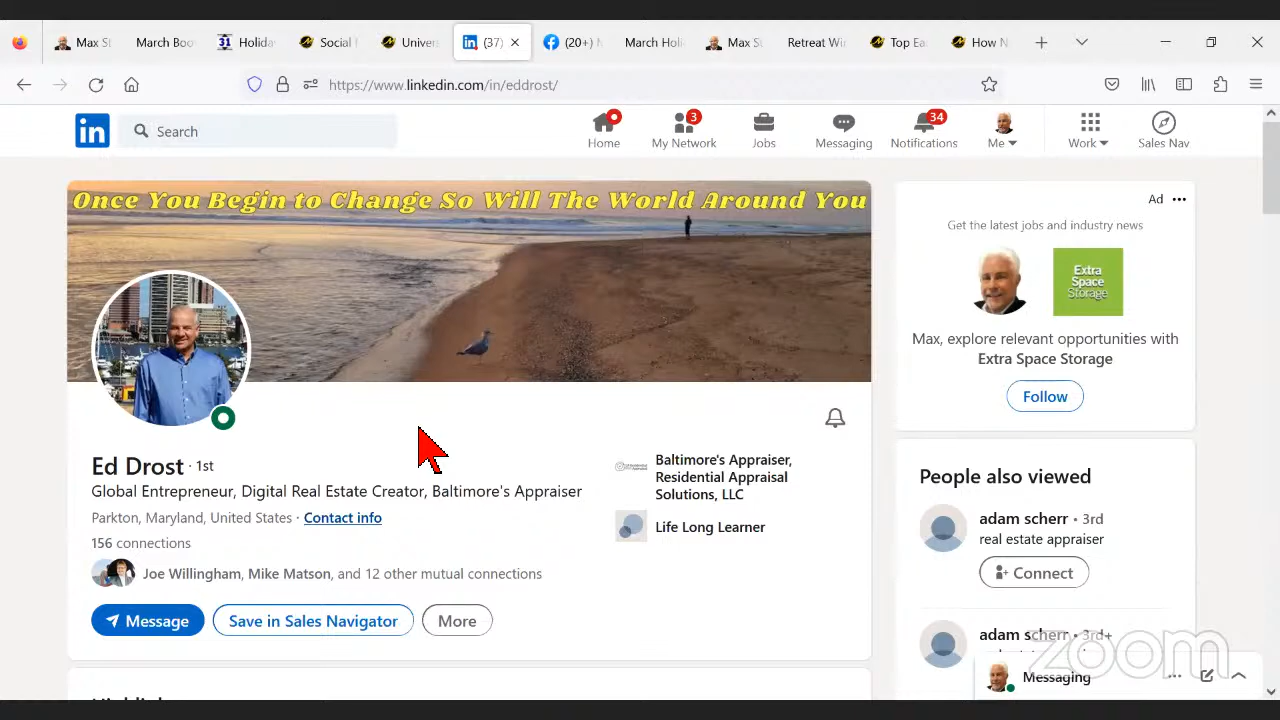 Max St
March Boo
31
Holida
Social
Univer
in
(37)
(20+)
March Holi
Max St
Retreat Wi
Top Ea
How N
https://www.linkedin.com/in/eddrost/
in
Search
Home
3
My Network
Jobs
Messaging
34
Notifications
Me
Work
Sales Nav
Once You Begin to Change So Will The World Around You
Ed Drost · 1st
Global Entrepreneur, Digital Real Estate Creator, Baltimore's Appraiser
Parkton, Maryland, United States · Contact info
156 connections
Joe Willingham, Mike Matson, and 12 other mutual connections
Message
Save in Sales Navigator
More
Baltimore's Appraiser,
Residential Appraisal
Solutions, LLC
Life Long Learner
Ad
Get the latest jobs and industry news
Extra
Space
Storage
Max, explore relevant opportunities with
Extra Space Storage
Follow
People also viewed
adam scherr · 3rd
real estate appraiser
Connect
adam scherr · 3rd+
zoom
Messaging